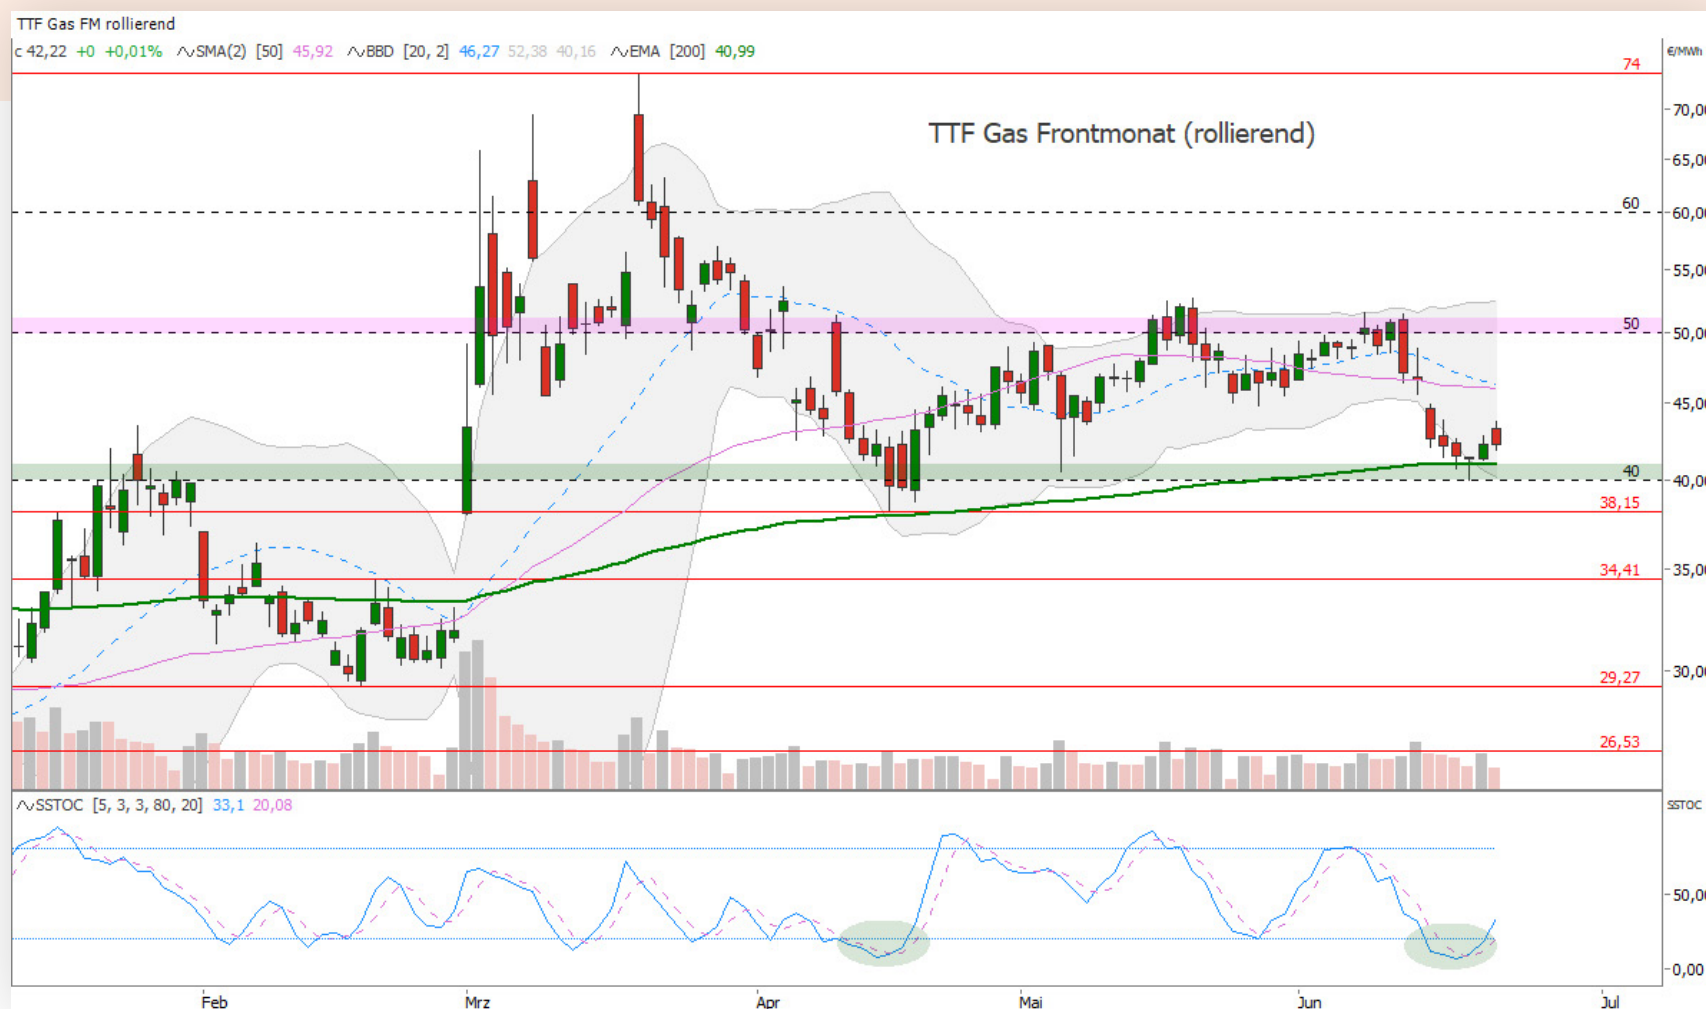 TTF Gas FM rollierend
c 42,22 +0 +0,01% SMA(2) [50] 45,92 BBD [20, 2] 46,27 52,38 40,16 EMA [200] 40,99
€/MWh
74
TTF Gas Frontmonat (rollierend)
70,00
65,00
60
60,00
55,00
50
50,00
45,00
40
40,00
38,15
35,00
34,41
30,00
29,27
26,53
SSTOC [5, 3, 3, 80, 20] 33,1 20,08
SSTOC
50,00
0,00
Feb Mrz Apr Mai Jun Jul